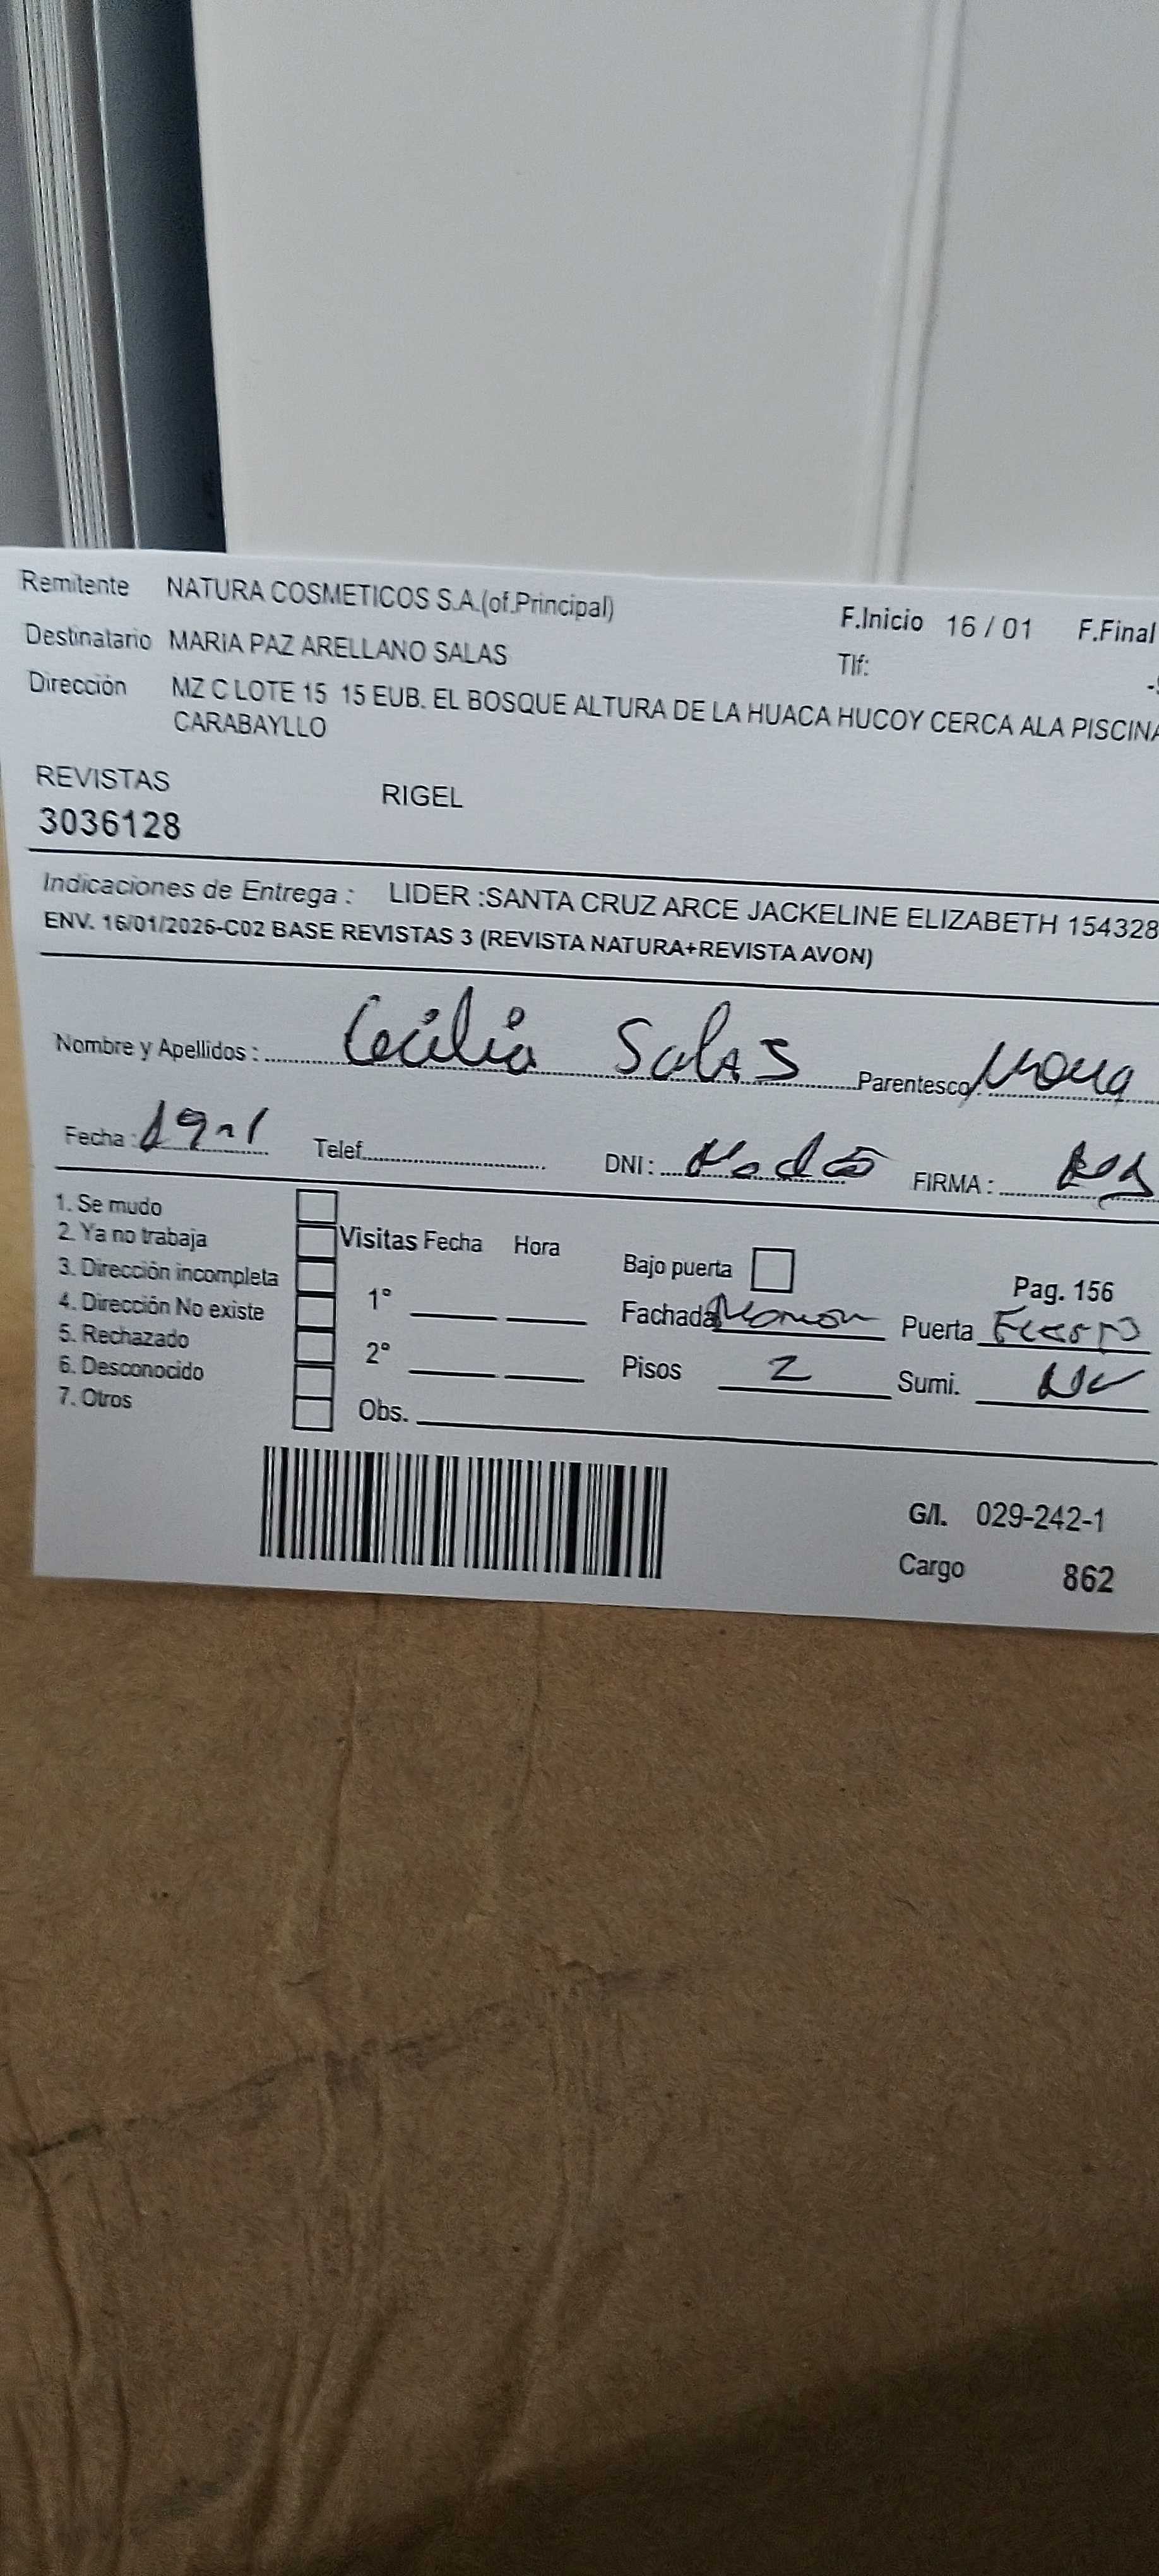 Remitente NATURA COSMETICOS S.A.(of.Principal) F.Inicio 16 / 01 F.Final
Destinatario MARIA PAZ ARELLANO SALAS Tlf:
Dirección MZ C LOTE 15 15 EUB. EL BOSQUE ALTURA DE LA HUACA HUCOY CERCA ALA PISCINA
CARABAYLLO
REVISTAS RIGEL
3036128
Indicaciones de Entrega : LIDER :SANTA CRUZ ARCE JACKELINE ELIZABETH 154328
ENV. 16/01/2026-C02 BASE REVISTAS 3 (REVISTA NATURA+REVISTA AVON)
Nombre y Apellidos : Cecilia Salas Parentesco:
Fecha : 19-1 Telef. DNI : FIRMA :
1. Se mudo
2. Ya no trabaja Visitas Fecha Hora Bajo puerta
3. Dirección incompleta Pag. 156
4. Dirección No existe 1° Fachada Puerta Fierro
5. Rechazado 2° Pisos 2 Sumi.
6. Desconocido
7. Otros Obs.
G/I. 029-242-1
Cargo 862